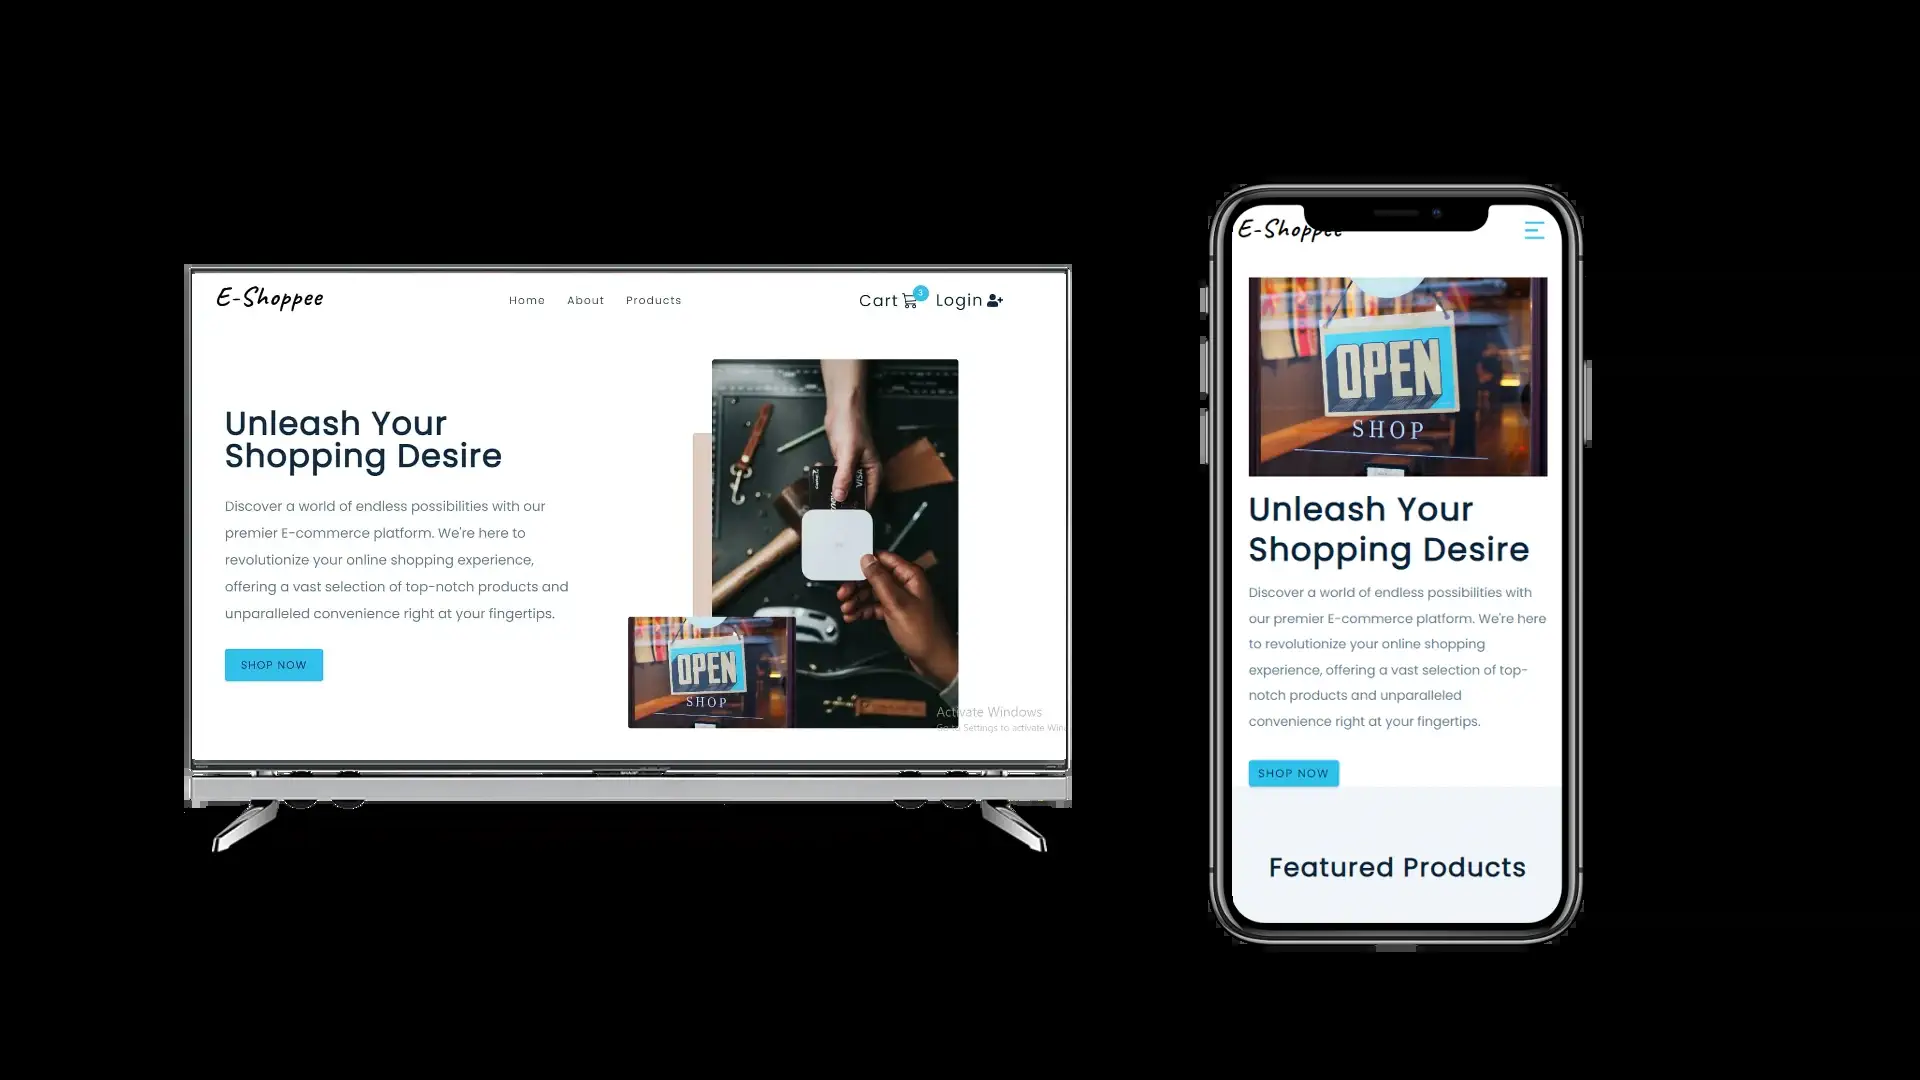 E-Shoppee
Home About Products
Cart 3 Login
Unleash Your
Shopping Desire
Discover a world of endless possibilities with our
premier E-commerce platform. We're here to
revolutionize your online shopping experience,
offering a vast selection of top-notch products and
unparalleled convenience right at your fingertips.
SHOP NOW
VISA
OPEN
SHOP
Activate Windows
Go to Settings to activate Win
E-Shoppee
OPEN
SHOP
Unleash Your
Shopping Desire
Discover a world of endless possibilities with
our premier E-commerce platform. We're here
to revolutionize your online shopping
experience, offering a vast selection of top-
notch products and unparalleled
convenience right at your fingertips.
SHOP NOW
Featured Products